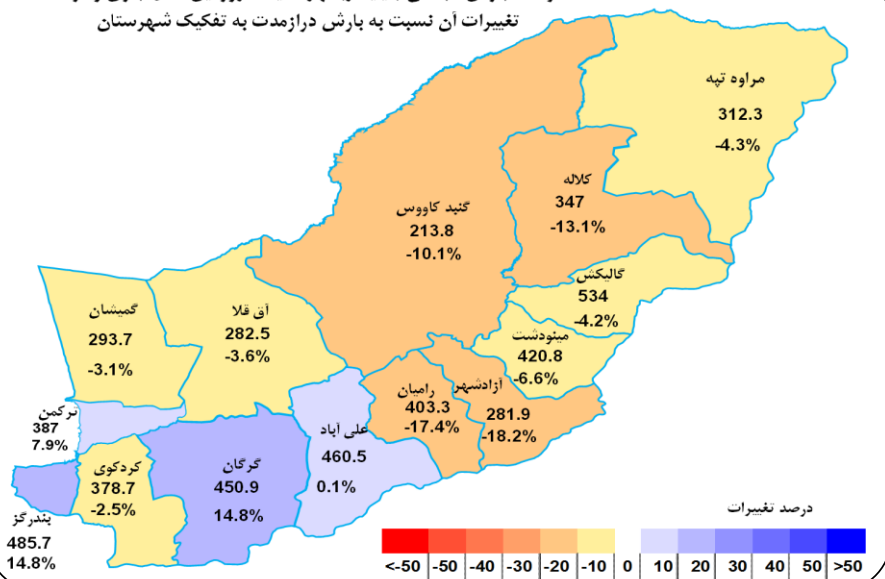 تغییرات آن نسبت به بارش درازمدت به تفکیک شهرستان
مراوه تپه
312.3
-4.3%
کلاله
347
-13.1%
گنبد کاووس
213.8
-10.1%
گالیکش
534
-4.2%
مینودشت
420.8
-6.6%
آزادشهر
281.9
-18.2%
رامیان
403.3
-17.4%
علی آباد
460.5
0.1%
آق قلا
282.5
-3.6%
گمیشان
293.7
-3.1%
ترکمن
387
7.9%
کردکوی
378.7
-2.5%
گرگان
450.9
14.8%
بندرگز
485.7
14.8%
درصد تغییرات
<-50 -50 -40 -30 -20 -10 0 10 20 30 40 50 >50